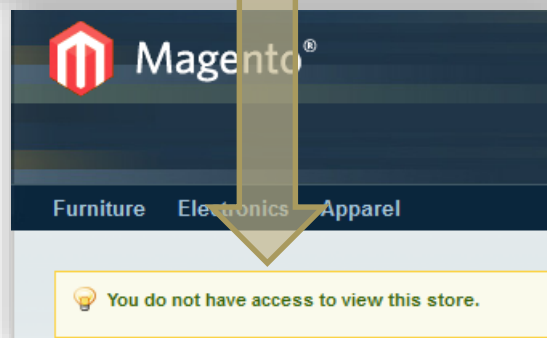 Magento®
Furniture Electronics Apparel
You do not have access to view this store.